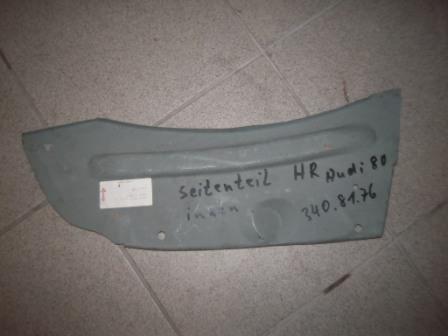 Seitenteil HR Audi 80
innen 340.81.76